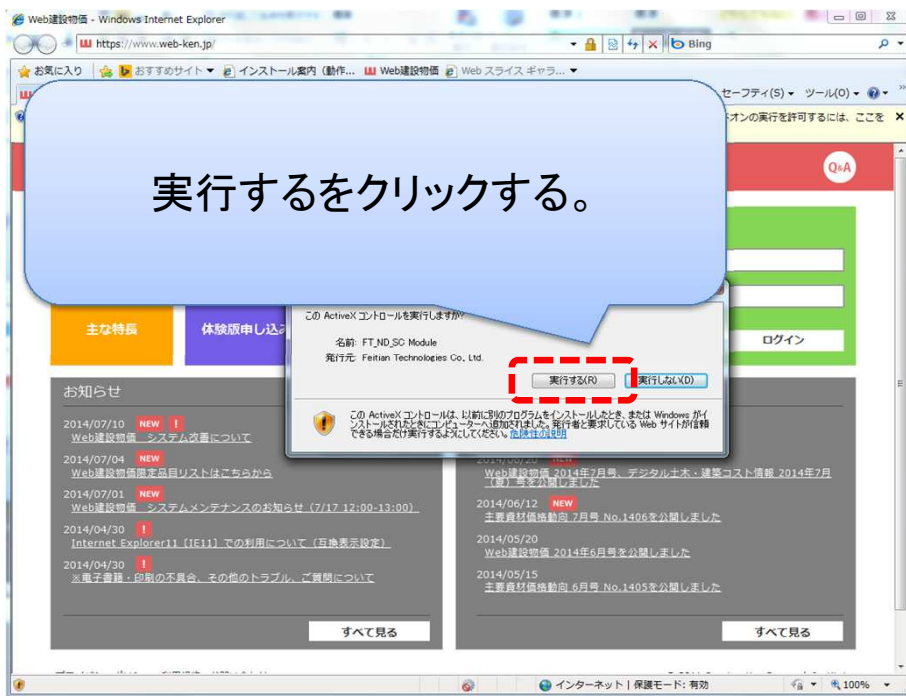 Web建設物価 - Windows Internet Explorer
https://www.web-ken.jp/
Bing
お気に入り おすすめサイト ▼ インストール案内 (動作... Web建設物価 Web スライス ギャラ... ▼
セーフティ(S) ▼ ツール(O) ▼
オンの実行を許可するには、ここを
Q&A
実行するをクリックする。
主な特長
体験版申し込み
ログイン
この ActiveX コントロールを実行しますか?
名前: FT_ND_SC Module
発行元: Feitian Technologies Co., Ltd.
実行する(R) 実行しない(D)
この ActiveX コントロールは、以前に別のプログラムをインストールしたとき、または Windows がイ
ンストールされたときにコンピューターへ追加されました。発行者と要求している Web サイトが信頼
できる場合だけ実行するようにしてください。危険性の説明
お知らせ
2014/07/10 NEW !
Web建設物価 システム改善について
2014/07/04 NEW
Web建設物価限定品目リストはこちらから
2014/07/01 NEW
Web建設物価 システムメンテナンスのお知らせ (7/17 12:00-13:00)
2014/04/30 !
Internet Explorer11 [IE11] での利用について (互換表示設定)
2014/04/30 !
※電子書籍・印刷の不具合、その他のトラブル、ご質問について
すべて見る
2014/06/20 NEW
Web建設物価 2014年7月号、デジタル土木・建築コスト情報 2014年7月
(夏) 号を公開しました
2014/06/12 NEW
主要資材価格動向 7月号 No.1406を公開しました
2014/05/20
Web建設物価 2014年6月号を公開しました
2014/05/15
主要資材価格動向 6月号 No.1405を公開しました
すべて見る
インターネット | 保護モード: 有効
100%